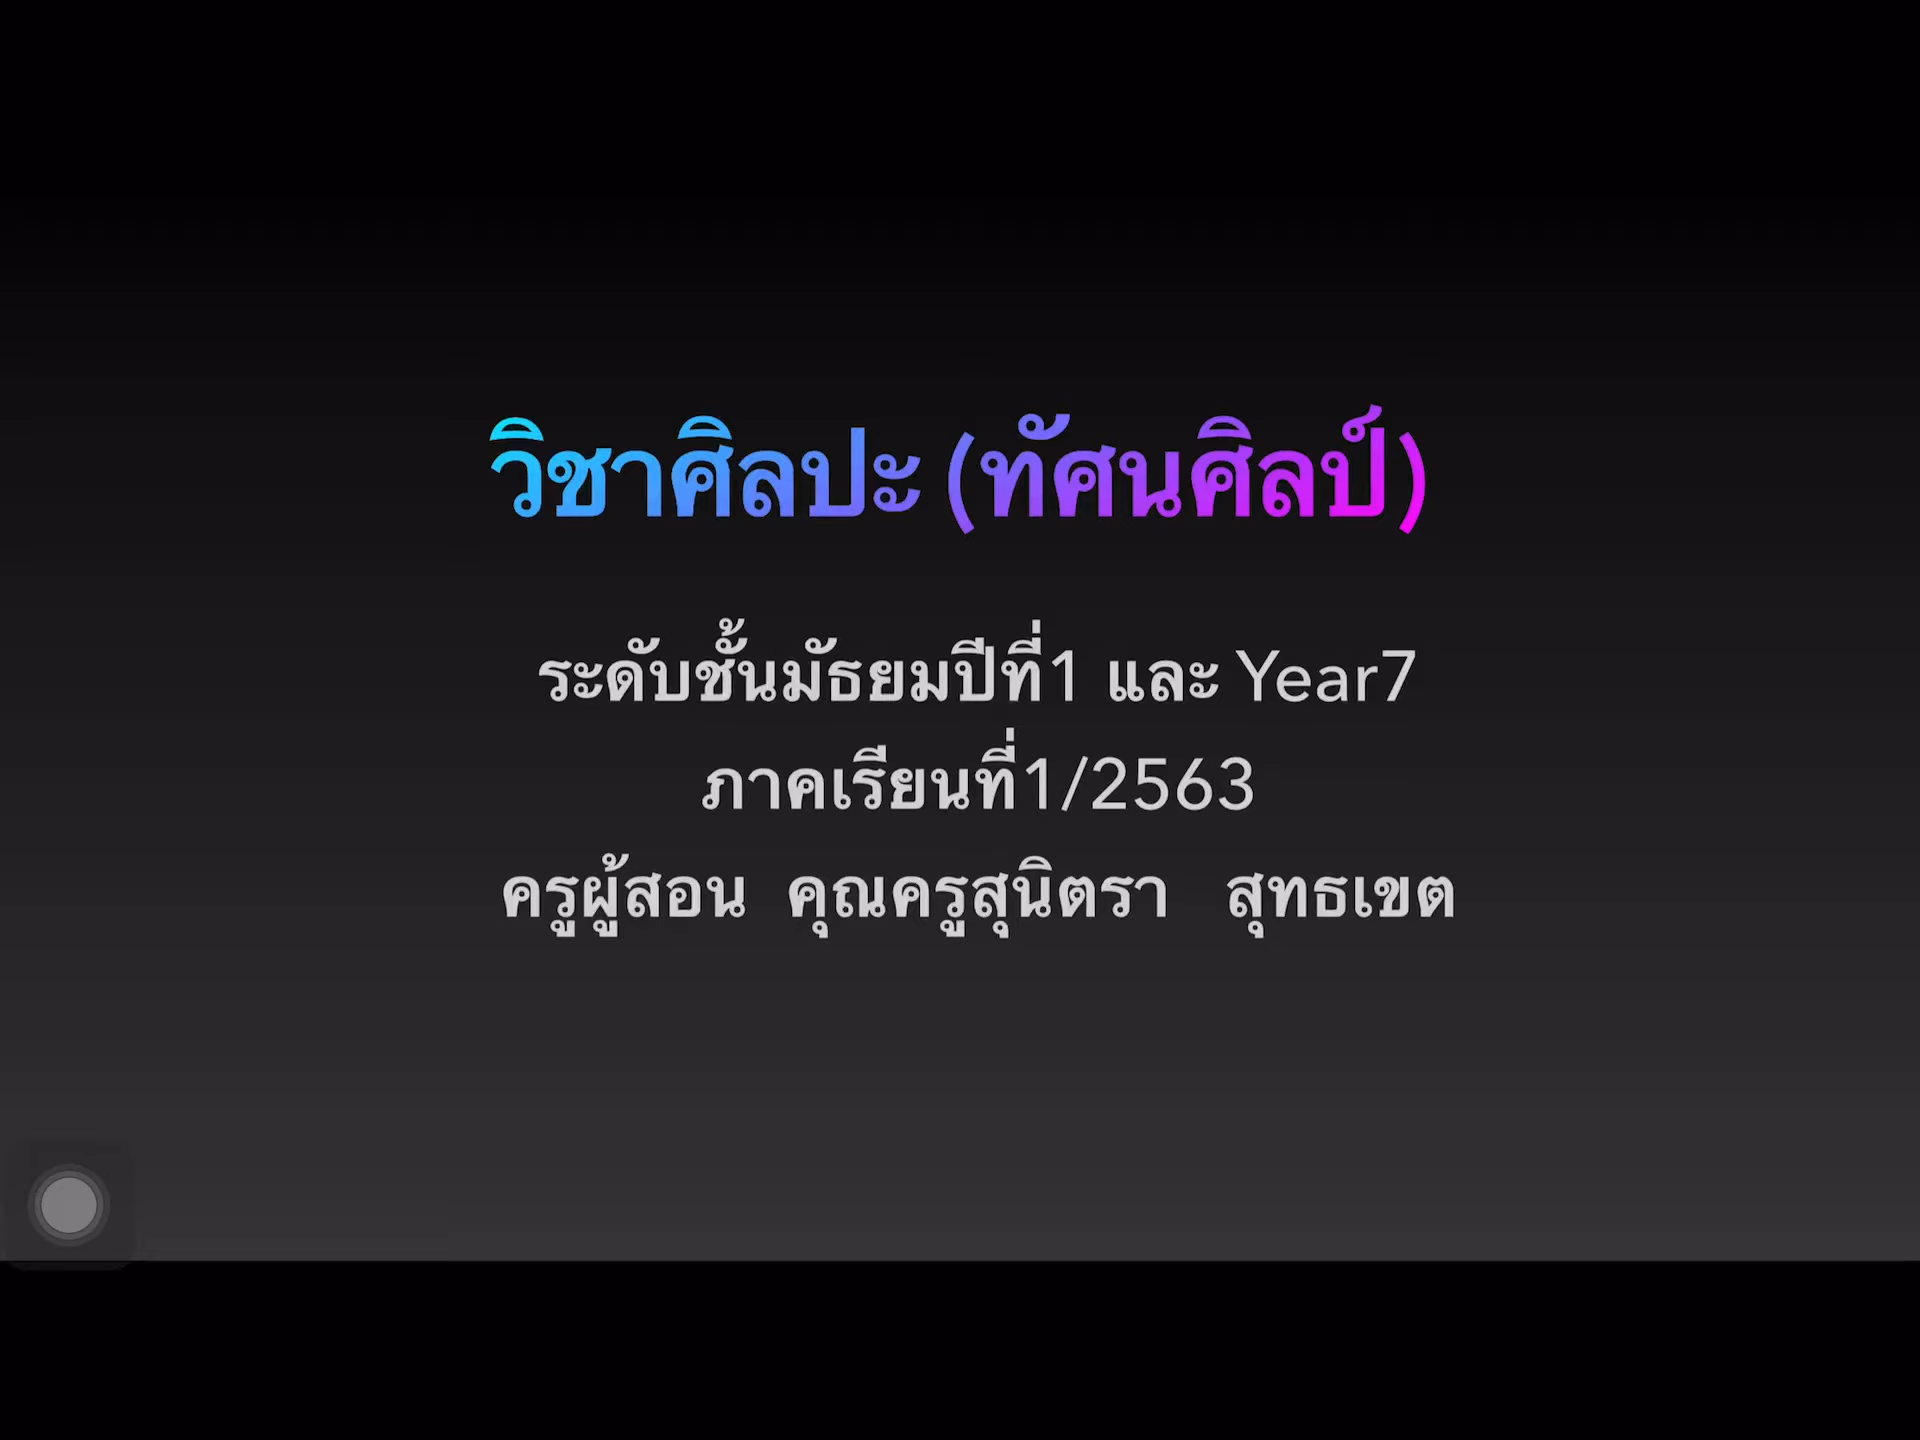 วิชาศิลปะ (ทัศนศิลป์)
ระดับชั้นมัธยมปีที่1 และ Year7
ภาคเรียนที่1/2563
ครูผู้สอน คุณครูสุนิตรา สุทธเขต